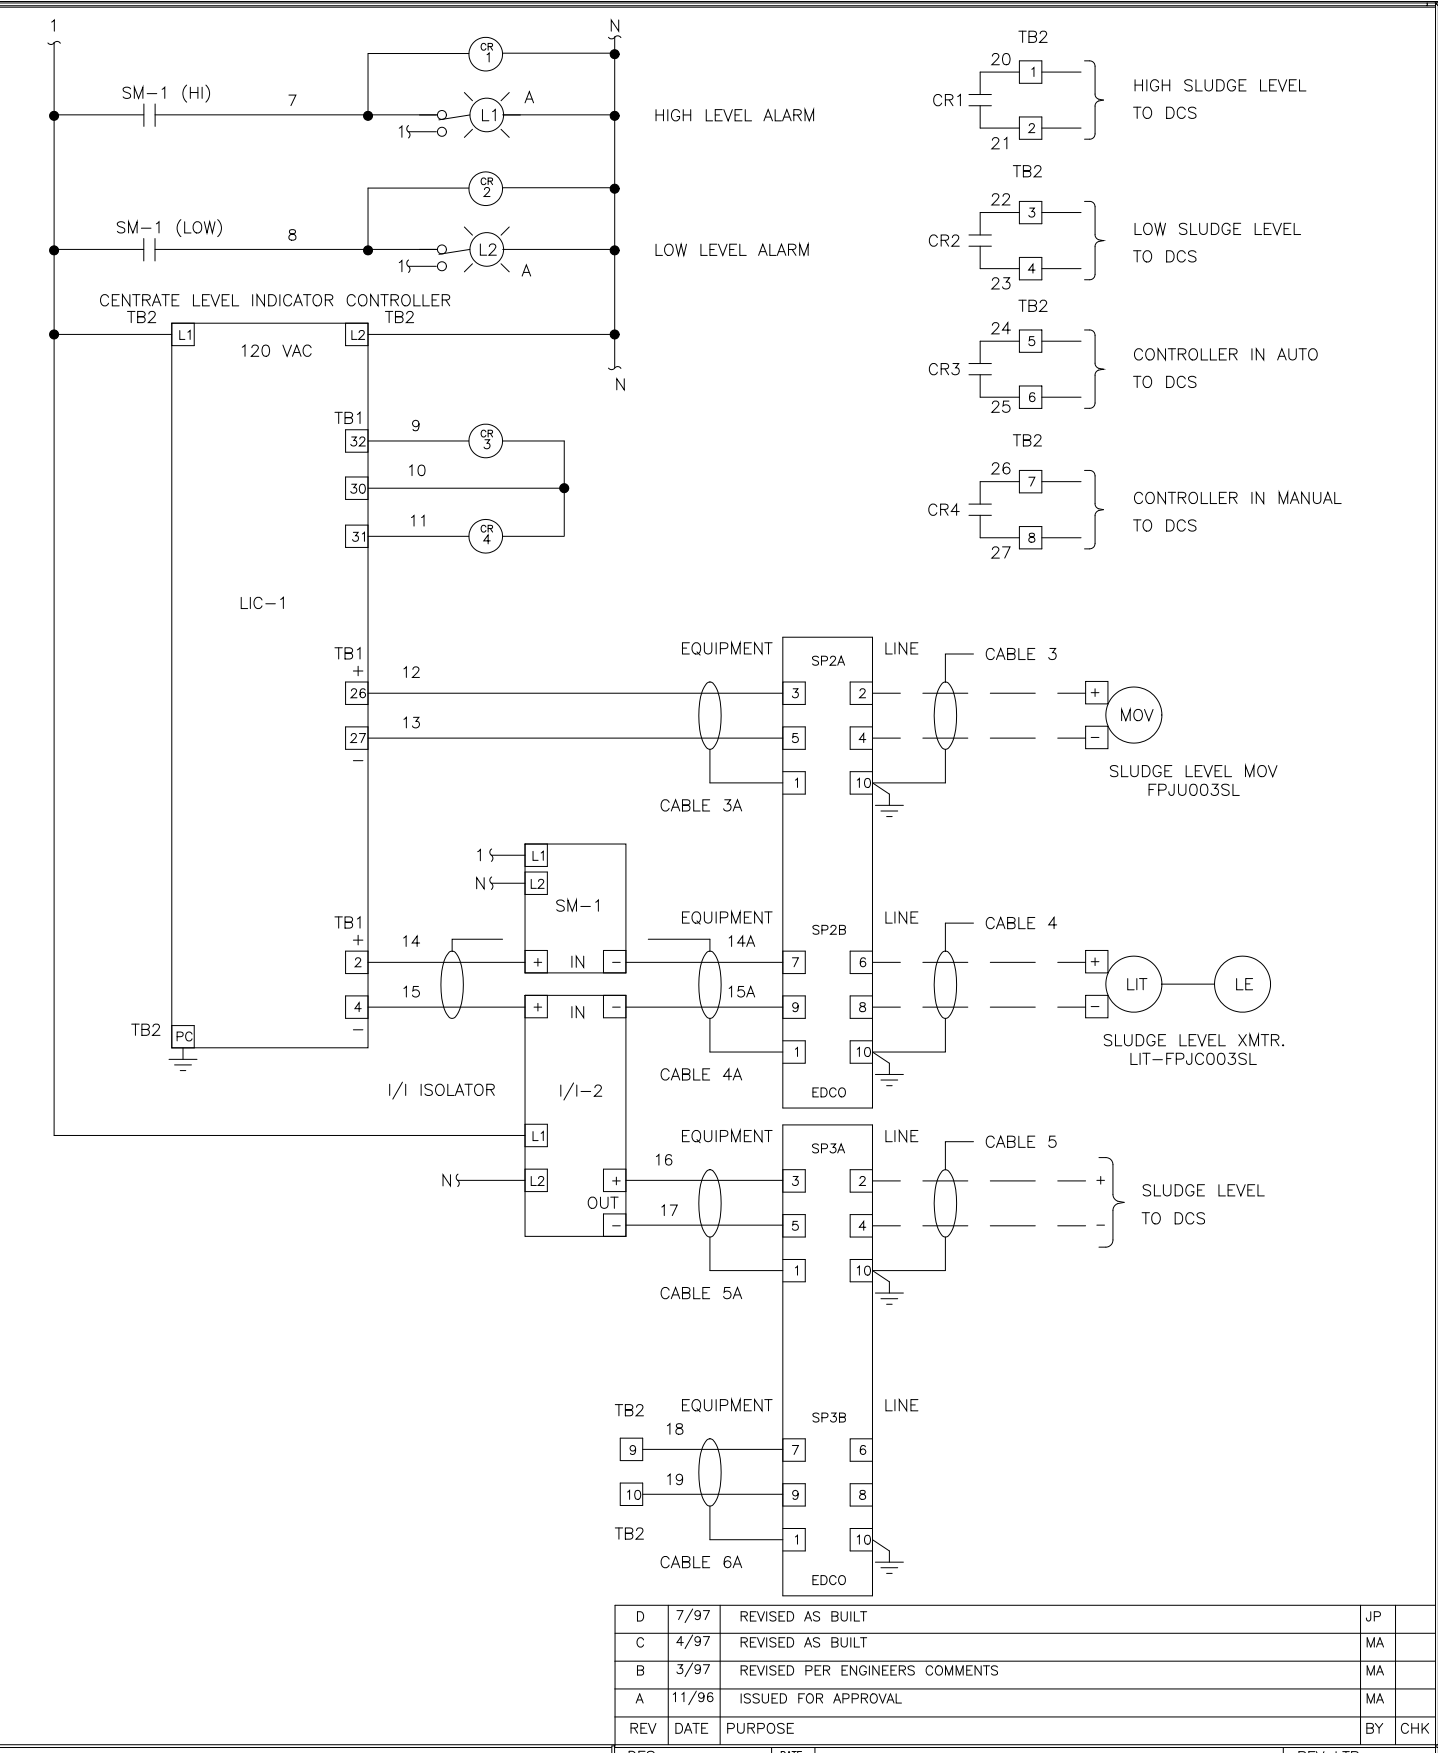 1
N
CR
1
SM-1 (HI)
7
L1
A
1
HIGH LEVEL ALARM
CR
2
SM-1 (LOW)
8
L2
A
1
LOW LEVEL ALARM
CENTRATE LEVEL INDICATOR CONTROLLER
TB2
TB2
L1
L2
120 VAC
N
TB2
20
1
CR1
2
21
HIGH SLUDGE LEVEL
TO DCS
TB2
22
3
CR2
4
23
LOW SLUDGE LEVEL
TO DCS
TB2
24
5
CR3
6
25
CONTROLLER IN AUTO
TO DCS
TB2
26
7
CR4
8
27
CONTROLLER IN MANUAL
TO DCS
TB1
32
9
CR
3
30
10
31
11
CR
4
LIC-1
TB1
+
26
12
27
13
-
EQUIPMENT
SP2A
LINE
CABLE 3
3
2
+
MOV
5
4
-
1
10
CABLE 3A
SLUDGE LEVEL MOV
FPJU003SL
1
L1
N
L2
SM-1
TB1
+
2
14
+
IN
-
14A
EQUIPMENT
SP2B
LINE
CABLE 4
7
6
+
LIT
LE
4
15
-
+
IN
-
15A
9
8
-
1
10
TB2
PC
CABLE 4A
EDCO
SLUDGE LEVEL XMTR.
LIT-FPJC003SL
I/I ISOLATOR
I/I-2
L1
N
L2
+
OUT
-
EQUIPMENT
SP3A
LINE
CABLE 5
16
3
2
+
17
5
4
-
SLUDGE LEVEL
TO DCS
1
10
CABLE 5A
TB2
EQUIPMENT
SP3B
LINE
18
9
7
6
19
10
9
8
TB2
1
10
CABLE 6A
EDCO
D 7/97 REVISED AS BUILT JP
C 4/97 REVISED AS BUILT MA
B 3/97 REVISED PER ENGINEERS COMMENTS MA
A 11/96 ISSUED FOR APPROVAL MA
REV DATE PURPOSE BY CHK